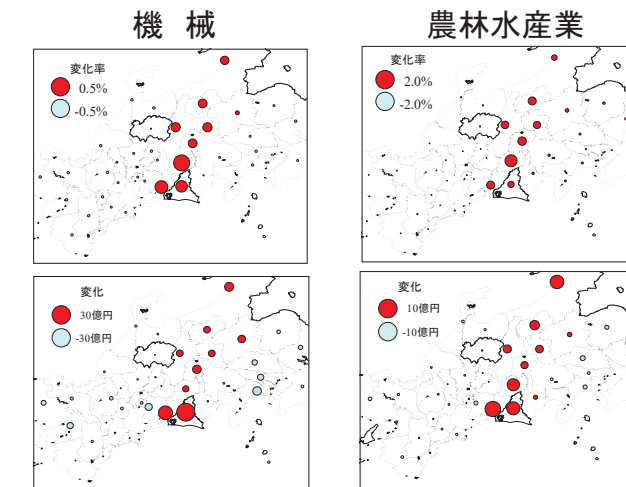 機 械
農林水産業
変化率
0.5%
-0.5%
変化率
2.0%
-2.0%
変化
30億円
-30億円
変化
10億円
-10億円